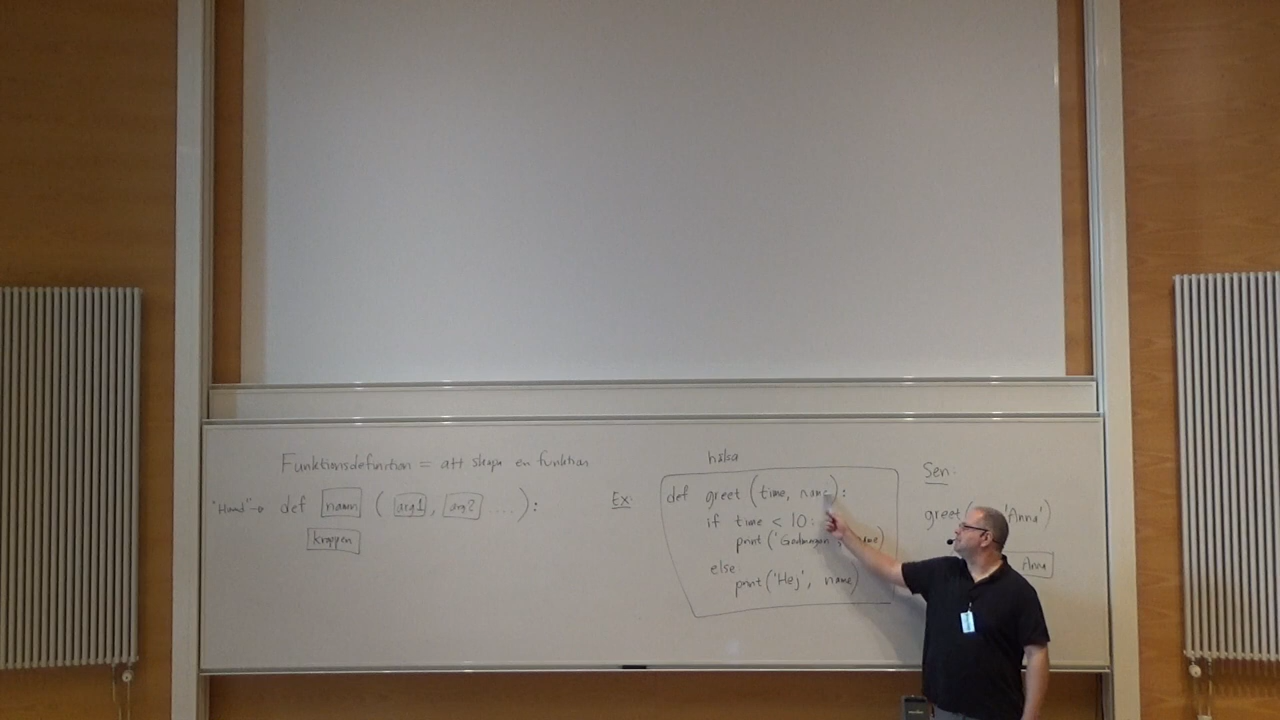 Funktionsdefinition = att skapa en funktion
"Huvud"→ def namn ( arg1, arg2 .... ):
kroppen
Ex:
hälsa
def greet (time, name):
if time < 10:
print ('Godmorgon', name)
else:
print ('Hej', name)
Sen:
greet( 'Anna')
Anna